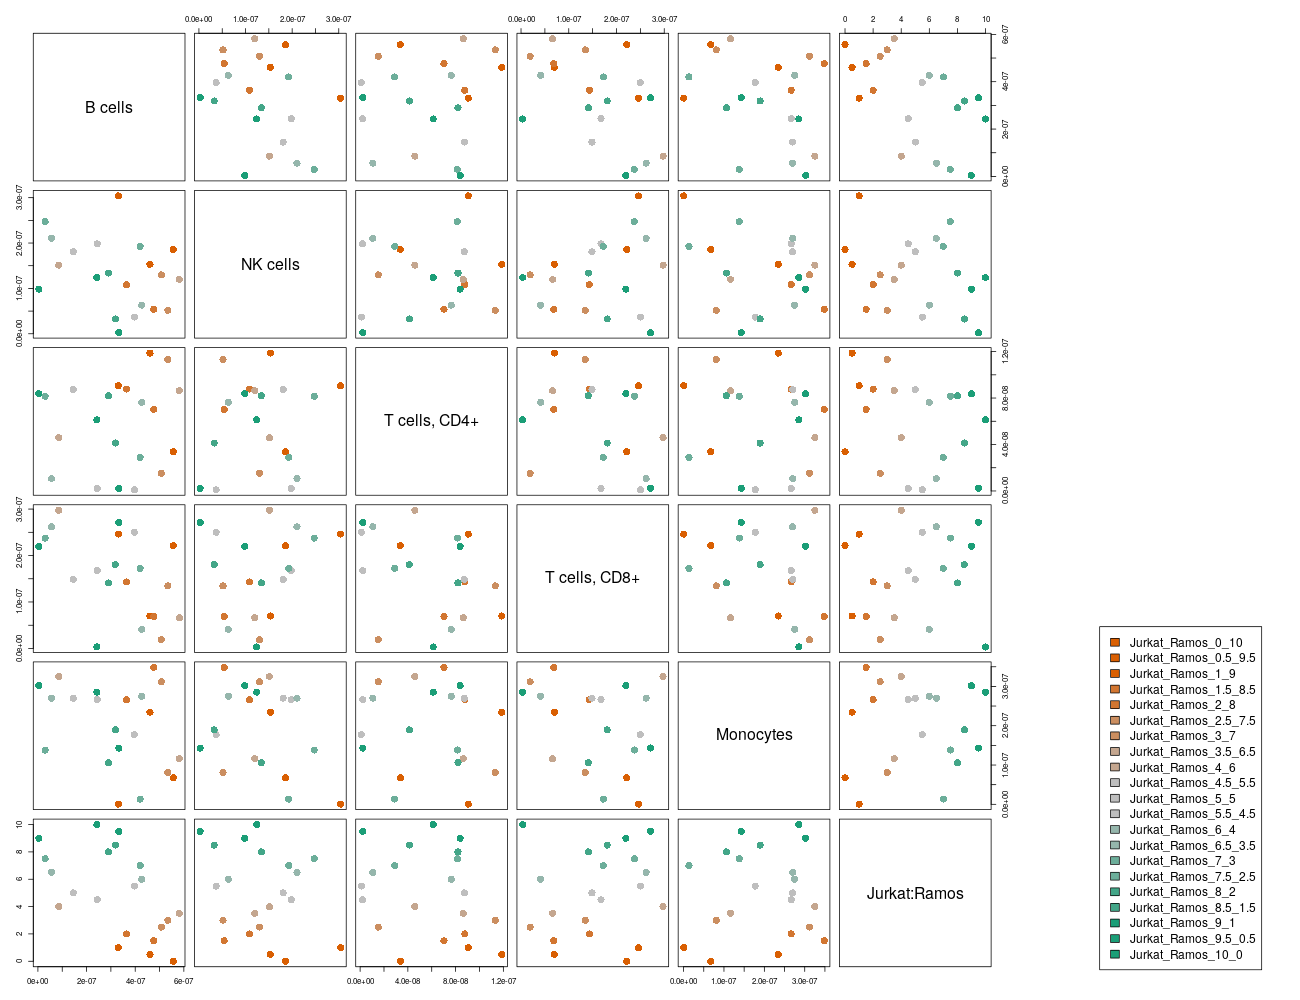 0.0e+00 1.0e-07 2.0e-07 3.0e-07
0.0e+00 1.0e-07 2.0e-07 3.0e-07
0 2 4 6 8 10
B cells
0e+00 2e-07 4e-07 6e-07
0.0e+00 1.0e-07 2.0e-07 3.0e-07
NK cells
T cells, CD4+
0.0e+00 4.0e-08 8.0e-08 1.2e-07
0.0e+00 1.0e-07 2.0e-07 3.0e-07
T cells, CD8+
Monocytes
0.0e+00 1.0e-07 2.0e-07 3.0e-07
0 2 4 6 8 10
Jurkat:Ramos
0e+00 2e-07 4e-07 6e-07
0.0e+00 4.0e-08 8.0e-08 1.2e-07
0.0e+00 1.0e-07 2.0e-07 3.0e-07
Jurkat_Ramos_0_10
Jurkat_Ramos_0.5_9.5
Jurkat_Ramos_1_9
Jurkat_Ramos_1.5_8.5
Jurkat_Ramos_2_8
Jurkat_Ramos_2.5_7.5
Jurkat_Ramos_3_7
Jurkat_Ramos_3.5_6.5
Jurkat_Ramos_4_6
Jurkat_Ramos_4.5_5.5
Jurkat_Ramos_5_5
Jurkat_Ramos_5.5_4.5
Jurkat_Ramos_6_4
Jurkat_Ramos_6.5_3.5
Jurkat_Ramos_7_3
Jurkat_Ramos_7.5_2.5
Jurkat_Ramos_8_2
Jurkat_Ramos_8.5_1.5
Jurkat_Ramos_9_1
Jurkat_Ramos_9.5_0.5
Jurkat_Ramos_10_0